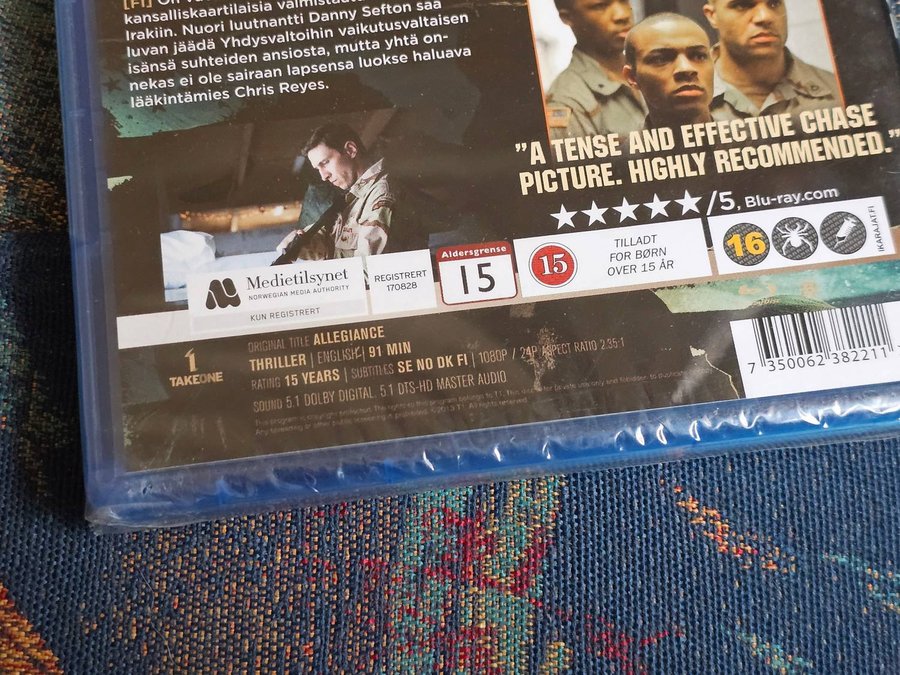 kansalliskaartilaisia
Irakiin. Nuori luutnantti Danny Sefton saa
luvan jäädä Yhdysvaltoihin vaikutusvaltaisen
isänsä suhteiden ansiosta, mutta yhtä on-
nekas ei ole sairaan lapsensa luokse haluava
lääkintämies Chris Reyes.
"A TENSE AND EFFECTIVE CHASE
PICTURE. HIGHLY RECOMMENDED."
/5, Blu-ray.com
Medietilsynet
NORWEGIAN MEDIA AUTHORITY
KUN REGISTRERT
REGISTRERT
170828
Aldersgrense
15
15
TILLADT
FOR BØRN
OVER 15 ÅR
16
IKARAJAT.FI
1
TAKEONE
ORIGINAL TITLE ALLEGIANCE
THRILLER | ENGLISH | 91 MIN
RATING 15 YEARS | SUBTITLES SE NO DK FI | 1080P / 24P ASPECT RATIO 2.35:1
SOUND 5.1 DOLBY DIGITAL. 5.1 DTS-HD MASTER AUDIO
7 350062 382211